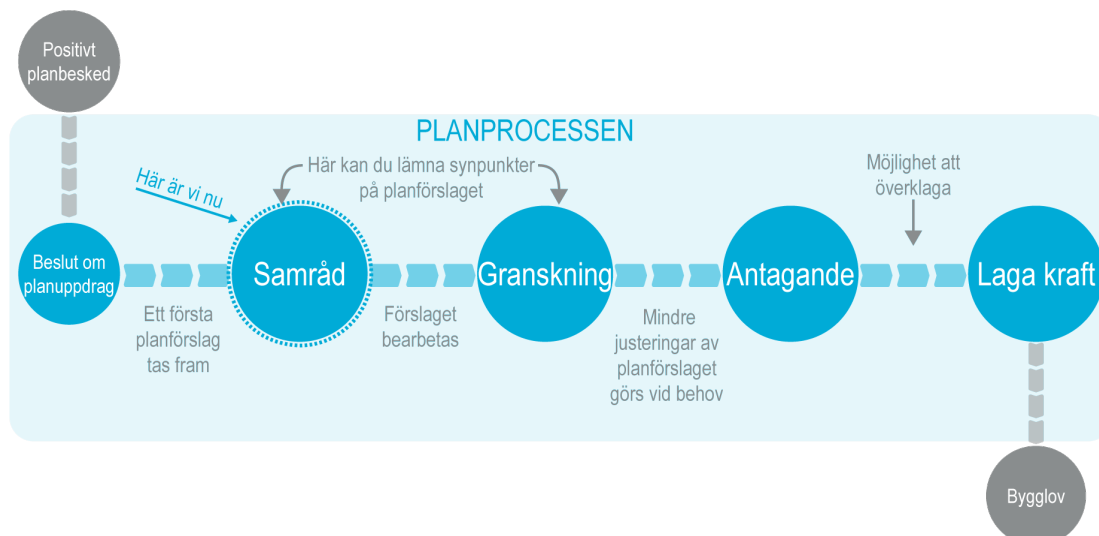 Positivt
planbesked
PLANPROCESSEN
Här är vi nu
Här kan du lämna synpunkter
på planförslaget
Möjlighet att
överklaga
Beslut om
planuppdrag
Samråd
Granskning
Antagande
Laga kraft
Ett första
planförslag
tas fram
Förslaget
bearbetas
Mindre
justeringar av
planförslaget
görs vid behov
Bygglov